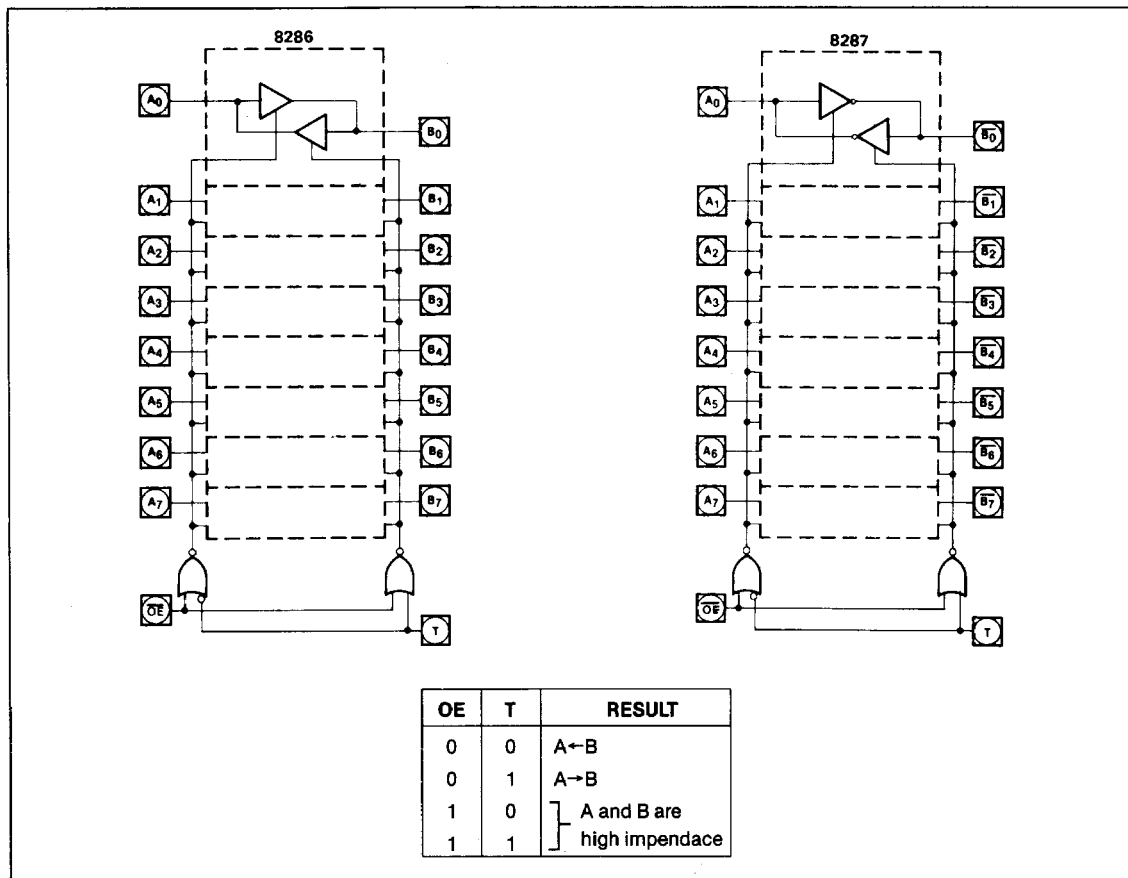 8286
A0
B0
A1
B1
A2
B2
A3
B3
A4
B4
A5
B5
A6
B6
A7
B7
OE
T
8287
A0
B0
A1
B1
A2
B2
A3
B3
A4
B4
A5
B5
A6
B6
A7
B7
OE
T
OE T RESULT
0 0 A←B
0 1 A→B
1 0 A and B are
1 1 high impendace